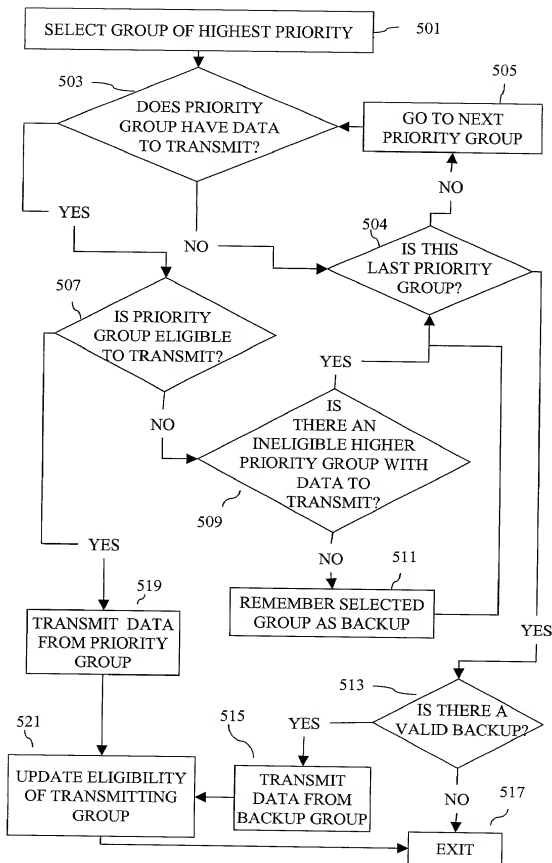 SELECT GROUP OF HIGHEST PRIORITY
501
503
DOES PRIORITY
GROUP HAVE DATA
TO TRANSMIT?
505
GO TO NEXT
PRIORITY GROUP
NO
YES
NO
504
IS THIS
LAST PRIORITY
GROUP?
507
IS PRIORITY
GROUP ELIGIBLE
TO TRANSMIT?
YES
NO
IS
THERE AN
INELIGIBLE HIGHER
PRIORITY GROUP WITH
DATA TO
TRANSMIT?
509
YES
NO
511
REMEMBER SELECTED
GROUP AS BACKUP
519
TRANSMIT DATA
FROM PRIORITY
GROUP
YES
513
IS THERE A
VALID BACKUP?
YES
515
TRANSMIT
DATA FROM
BACKUP GROUP
521
UPDATE ELIGIBILITY
OF TRANSMITTING
GROUP
NO
517
EXIT